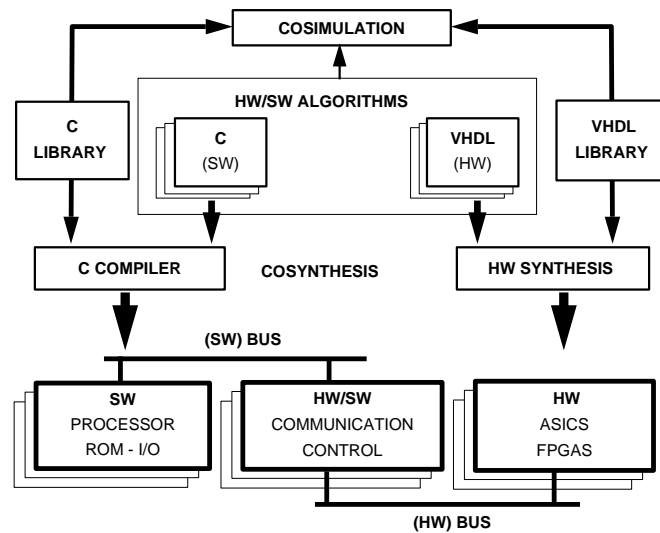 COSIMULATION
HW/SW ALGORITHMS
C
LIBRARY
C
(SW)
VHDL
(HW)
VHDL
LIBRARY
C COMPILER
COSYNTHESIS
HW SYNTHESIS
(SW) BUS
SW
PROCESSOR
ROM - I/O
HW/SW
COMMUNICATION
CONTROL
HW
ASICS
FPGAS
(HW) BUS